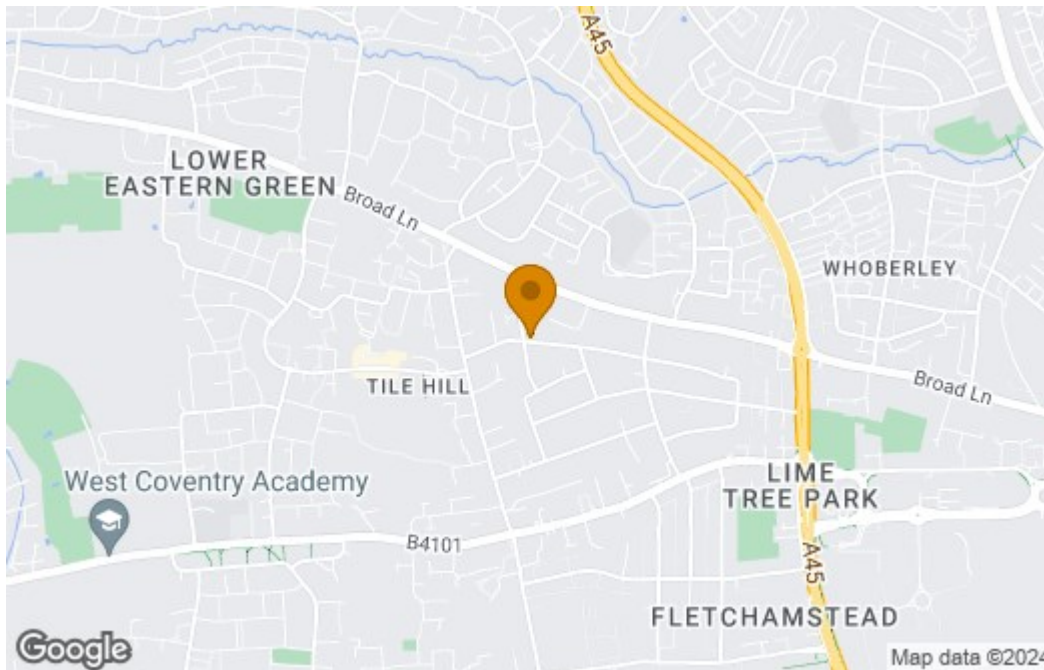 A45
A45
LOWER
EASTERN GREEN
Broad Ln
WHOBERLEY
TILE HILL
Broad Ln
West Coventry Academy
LIME
TREE PARK
B4101
A45
FLETCHAMSTEAD
Google
Map data ©2024